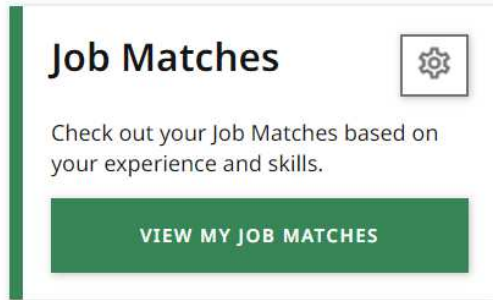 Job Matches
Check out your Job Matches based on
your experience and skills.
VIEW MY JOB MATCHES